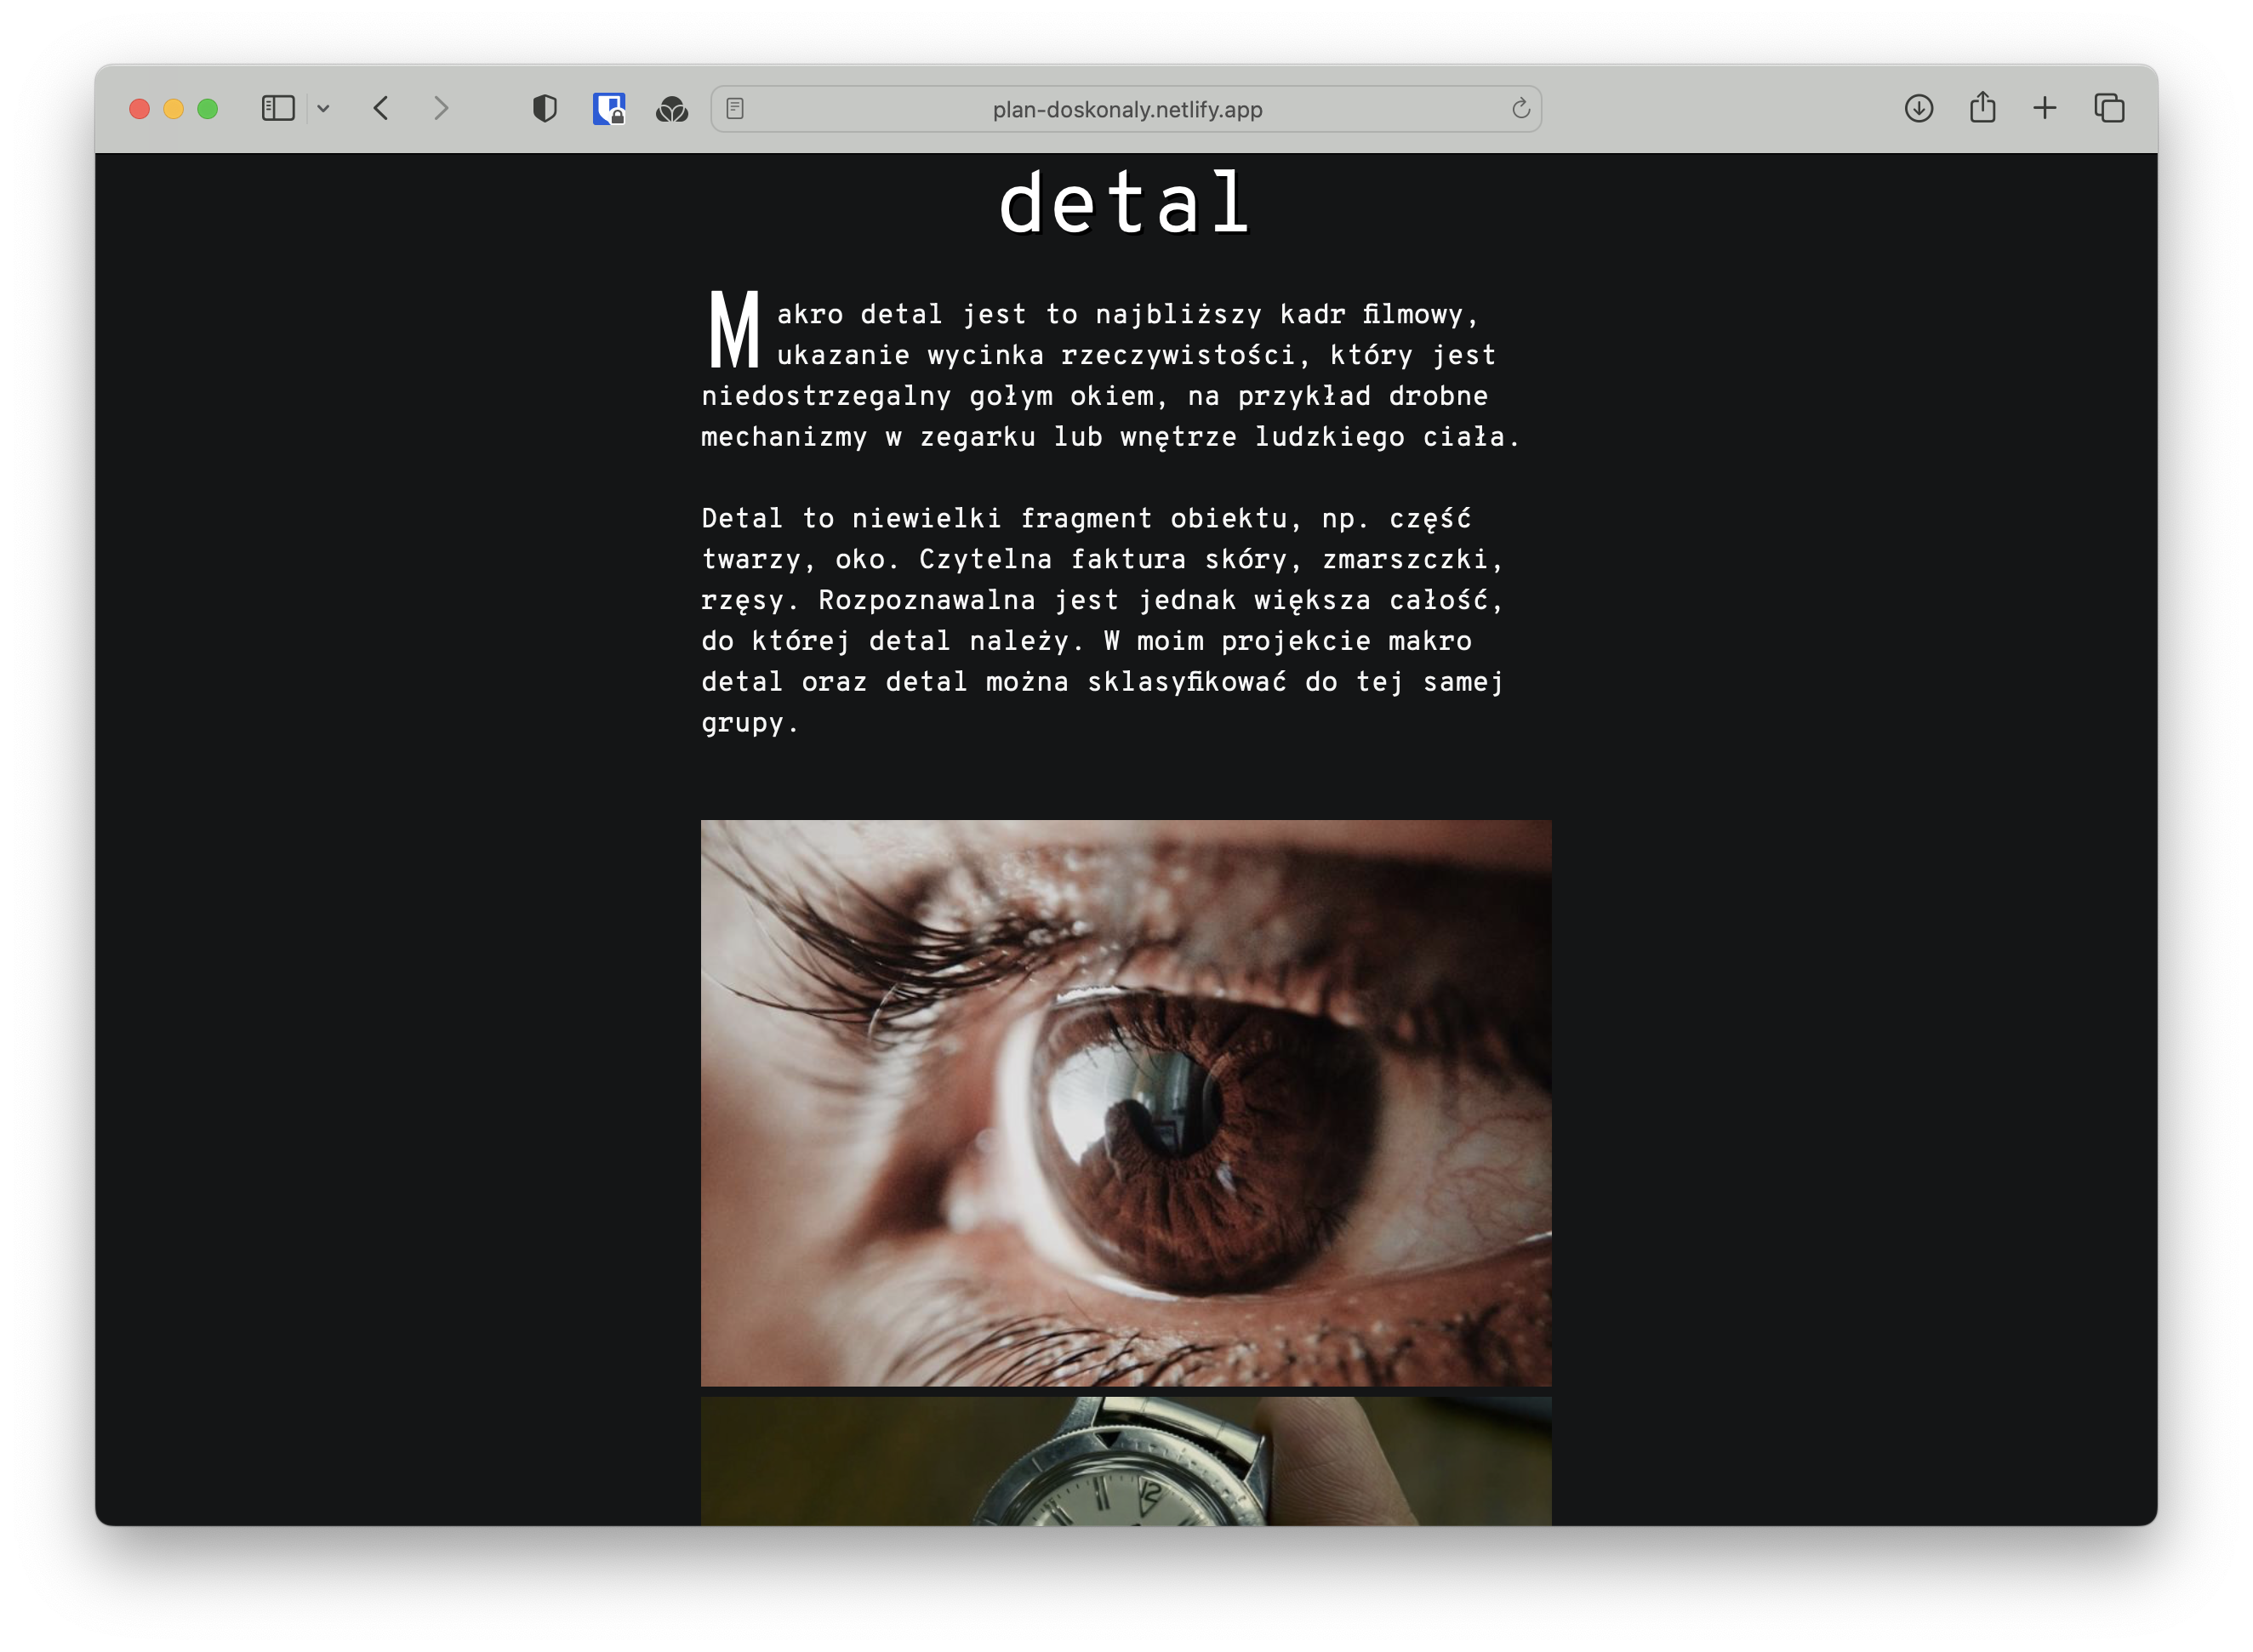 plan-doskonaly.netlify.app
detal
Makro detal jest to najbliższy kadr filmowy,
ukazanie wycinka rzeczywistości, który jest
niedostrzegalny gołym okiem, na przykład drobne
mechanizmy w zegarku lub wnętrze ludzkiego ciała.
Detal to niewielki fragment obiektu, np. część
twarzy, oko. Czytelna faktura skóry, zmarszczki,
rzęsy. Rozpoznawalna jest jednak większa całość,
do której detal należy. W moim projekcie makro
detal oraz detal można sklasyfikować do tej samej
grupy.
12